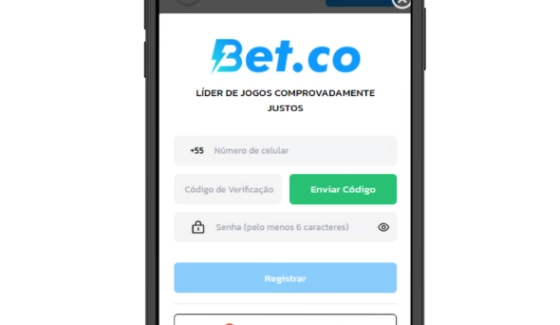 Bet.co
LÍDER DE JOGOS COMPROVADAMENTE
JUSTOS
+55 Número de celular
Código de Verificação Enviar Código
Senha (pelo menos 6 caracteres)
Registrar